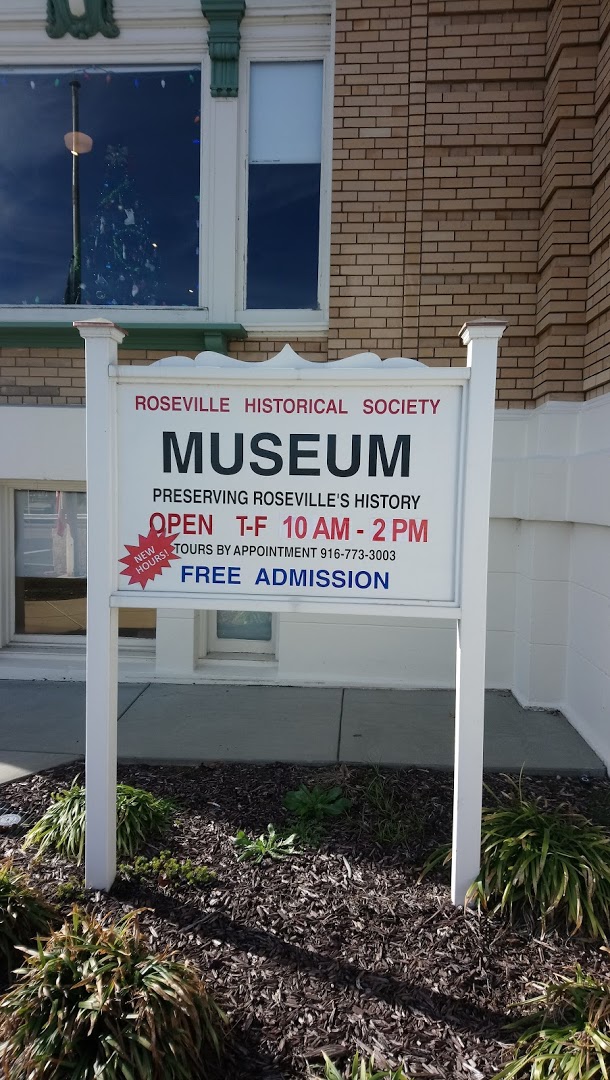 ROSEVILLE HISTORICAL SOCIETY
MUSEUM
PRESERVING ROSEVILLE'S HISTORY
OPEN T-F 10 AM - 2 PM
NEW
HOURS!
TOURS BY APPOINTMENT 916-773-3003
FREE ADMISSION